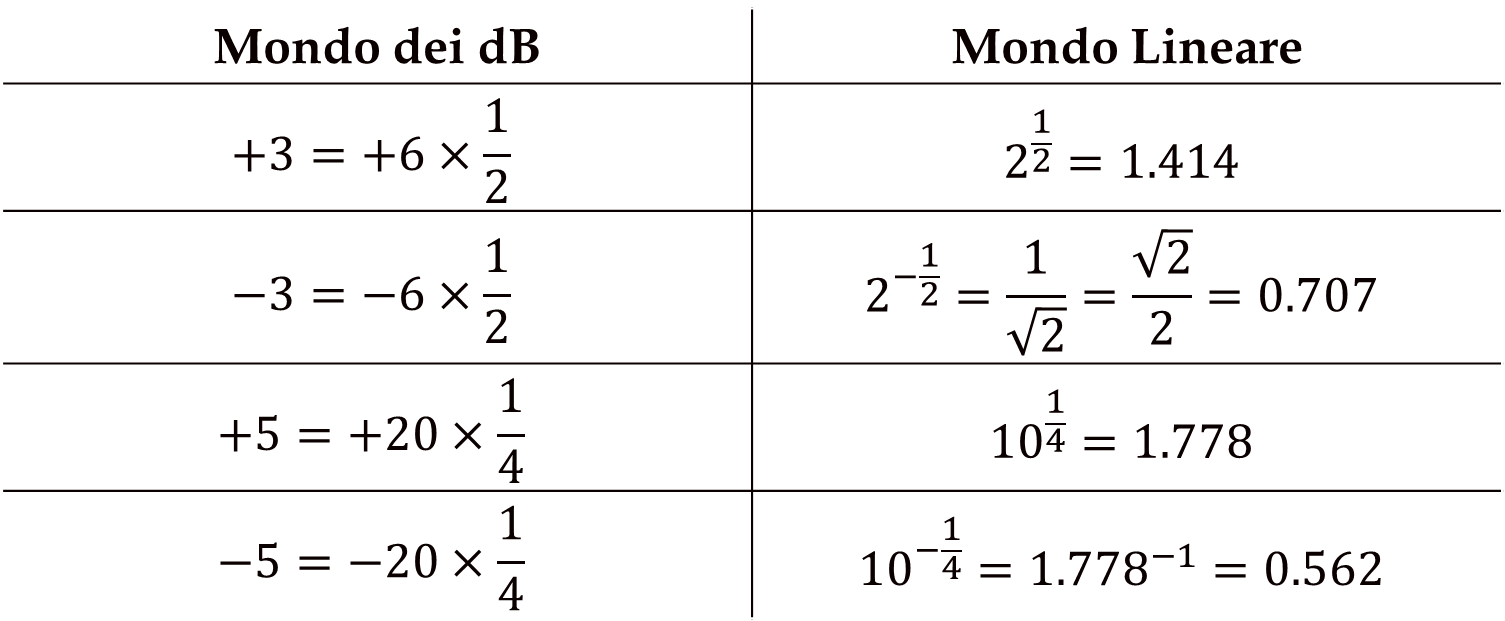 Mondo dei dB Mondo Lineare
+3 = +6 × 1/2 2^(1/2) = 1.414
−3 = −6 × 1/2 2^(−1/2) = 1/√2 = √2/2 = 0.707
+5 = +20 × 1/4 10^(1/4) = 1.778
−5 = −20 × 1/4 10^(−1/4) = 1.778^(−1) = 0.562